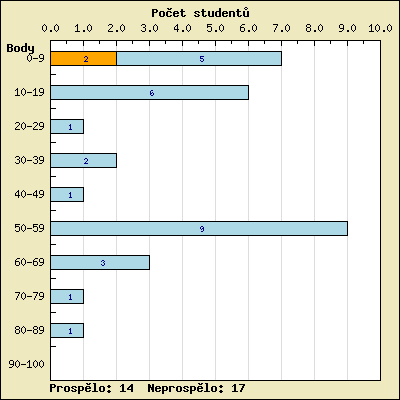 Počet studentů
0.0 1.0 2.0 3.0 4.0 5.0 6.0 7.0 8.0 9.0 10.0
Body
0-9 2 5
10-19 6
20-29 1
30-39 2
40-49 1
50-59 9
60-69 3
70-79 1
80-89 1
90-100
Prospělo: 14 Neprospělo: 17